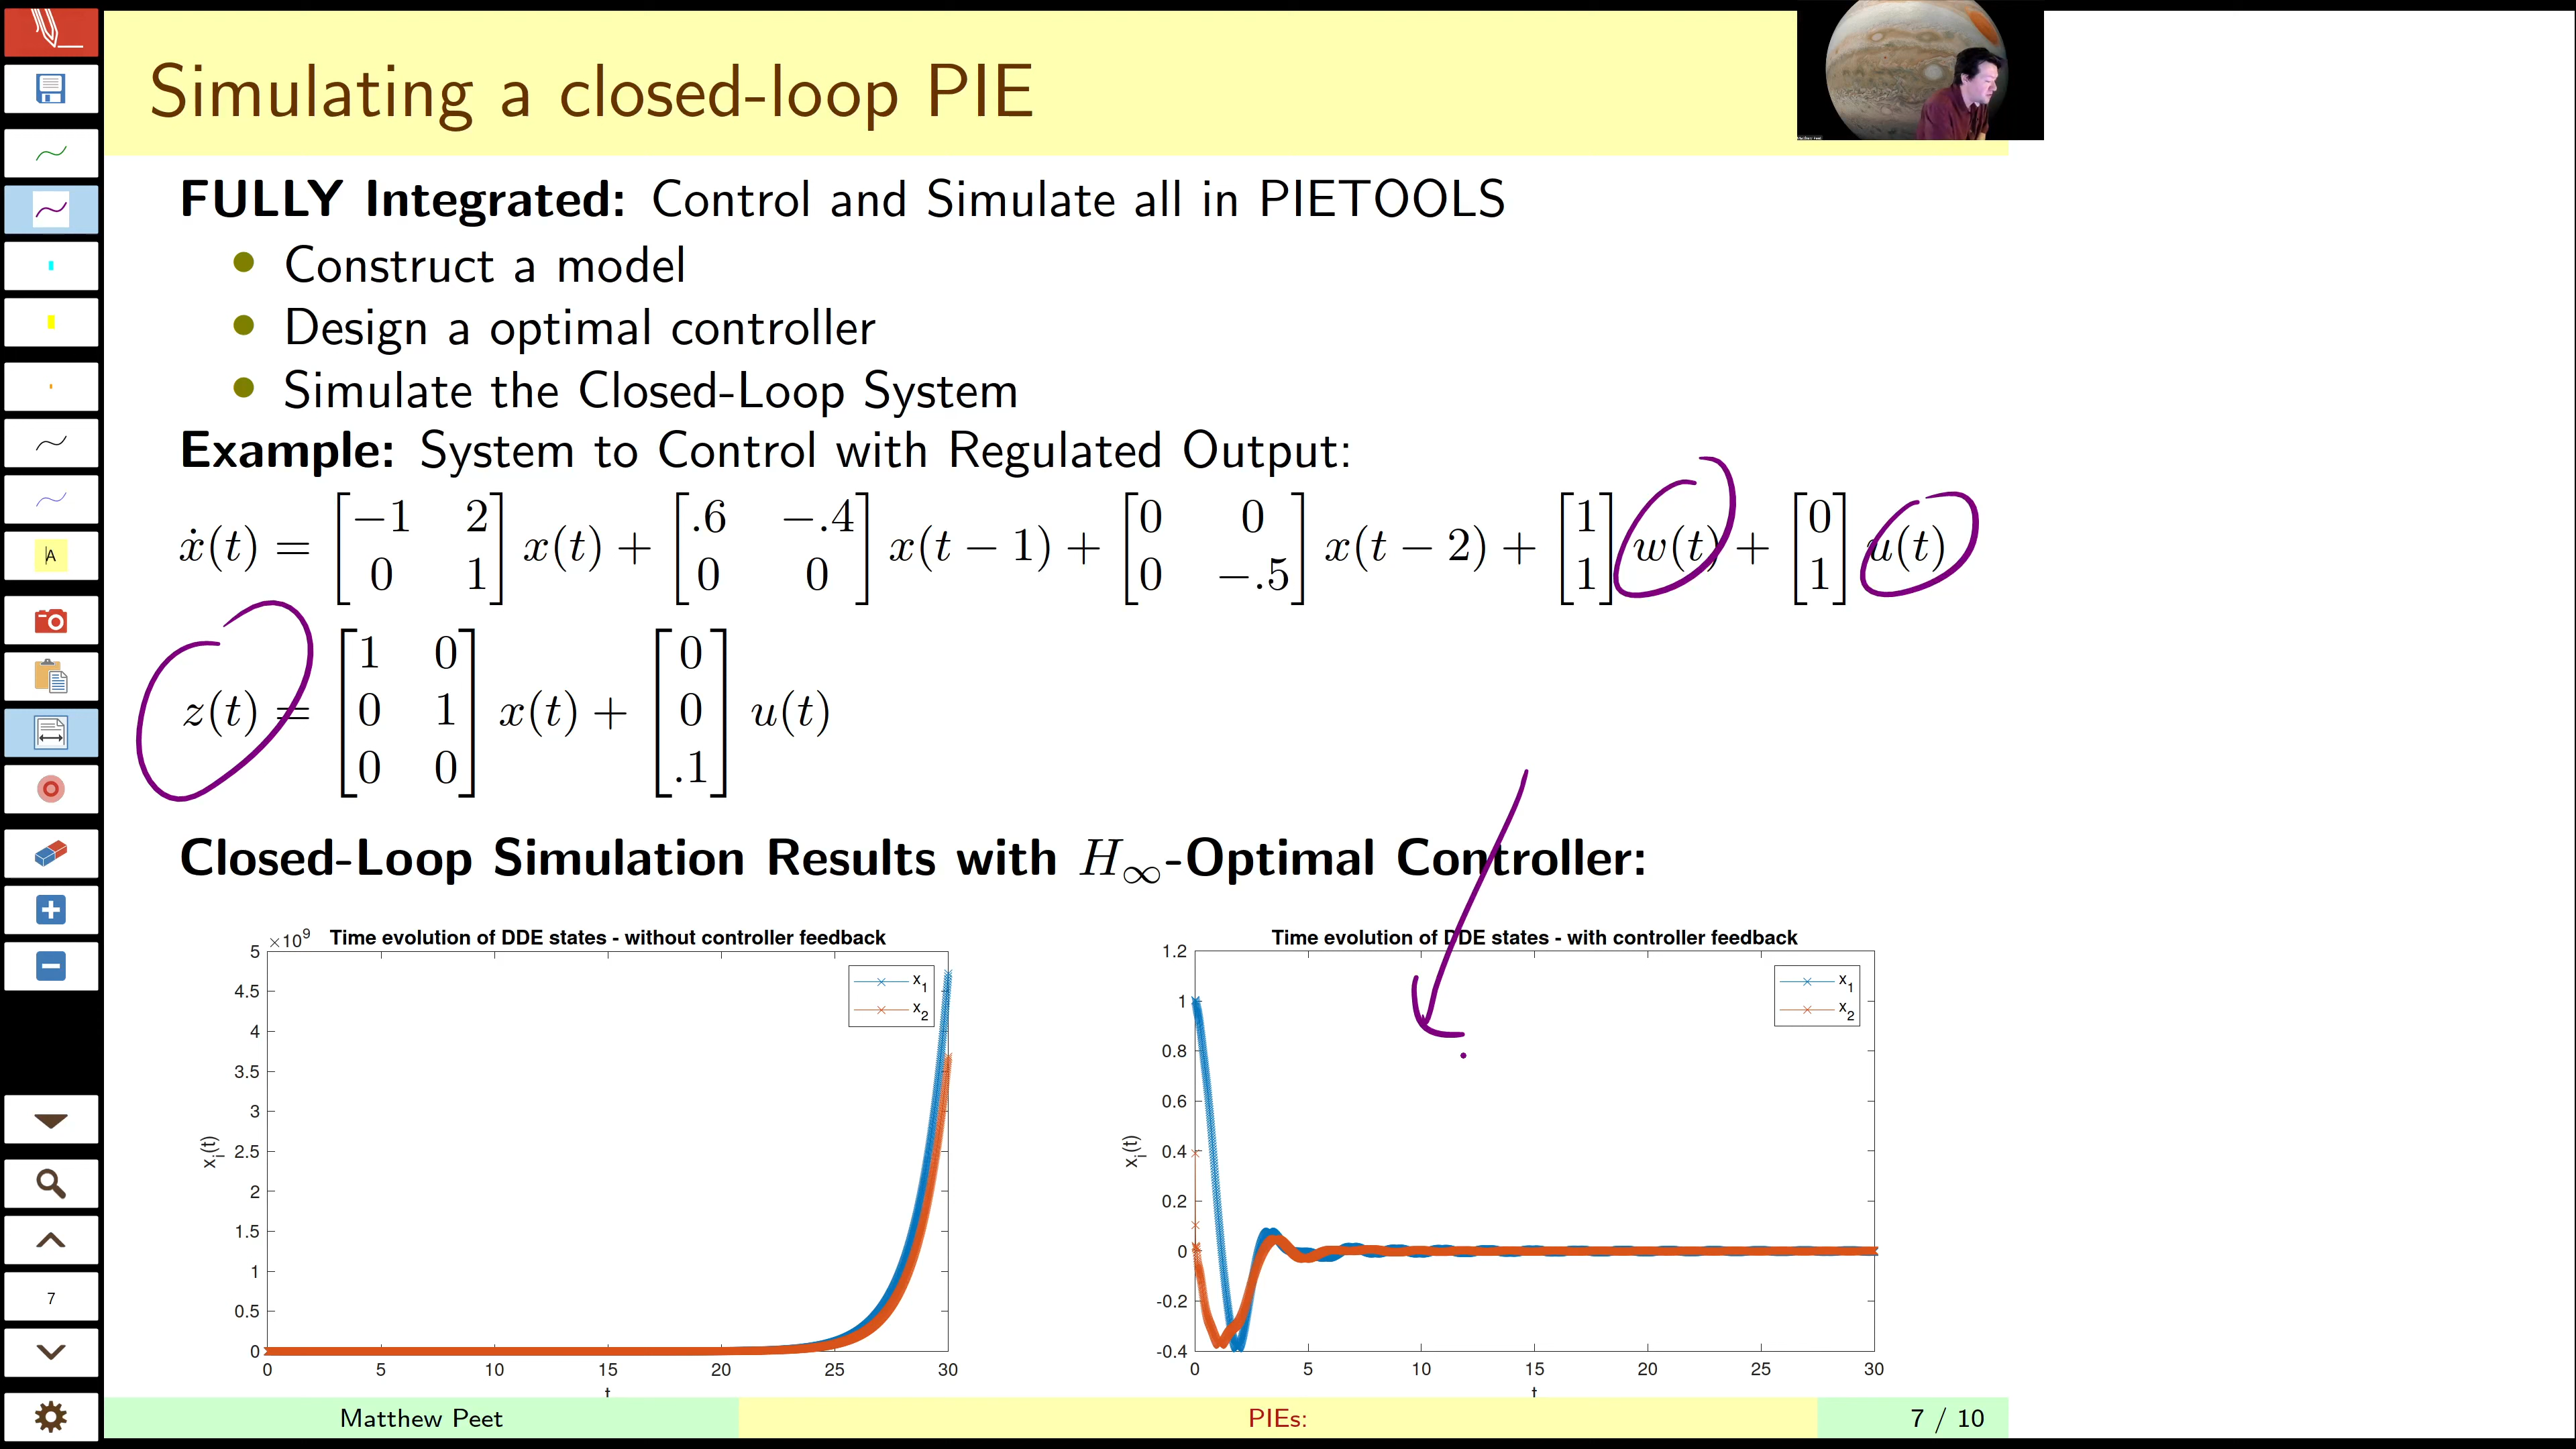 Simulating a closed-loop PIE
FULLY Integrated: Control and Simulate all in PIETOOLS
• Construct a model
• Design a optimal controller
• Simulate the Closed-Loop System
Example: System to Control with Regulated Output:
ẋ(t) = [−1 2; 0 1] x(t) + [.6 −.4; 0 0] x(t − 1) + [0 0; 0 −.5] x(t − 2) + [1; 1] w(t) + [0; 1] u(t)
z(t) = [1 0; 0 1; 0 0] x(t) + [0; 0; .1] u(t)
Closed-Loop Simulation Results with H∞-Optimal Controller:
×10⁹ Time evolution of DDE states - without controller feedback
x₁
x₂
5
4.5
4
3.5
3
2.5
2
1.5
1
0.5
0
xᵢ(t)
0 5 10 15 20 25 30
t
Time evolution of DDE states - with controller feedback
x₁
x₂
1.2
1
0.8
0.6
0.4
0.2
0
-0.2
-0.4
xᵢ(t)
0 5 10 15 20 25 30
t
Matthew Peet PIEs: 7 / 10
A
7